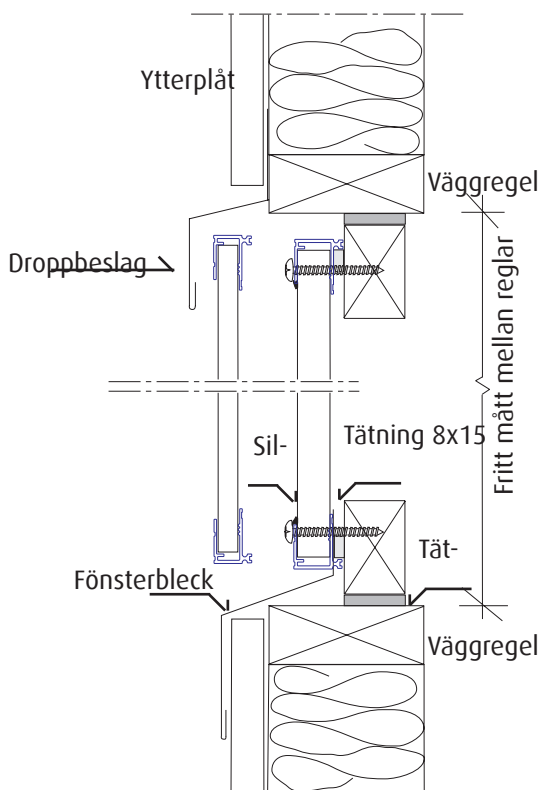 Ytterplåt
Väggregel
Droppbeslag
Fritt mått mellan reglar
Sil-
Tätning 8x15
Tät-
Fönsterbleck
Väggregel